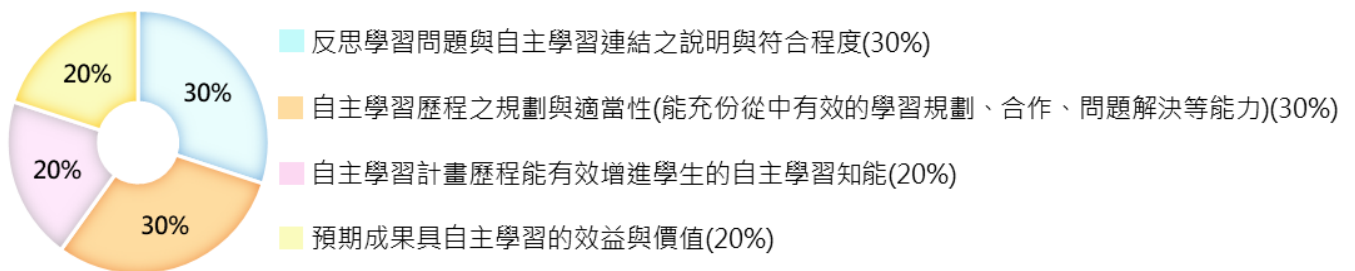 20%
30%
20%
30%
反思學習問題與自主學習連結之說明與符合程度(30%)
自主學習歷程之規劃與適當性(能充份從中有效的學習規劃、合作、問題解決等能力)(30%)
自主學習計畫歷程能有效增進學生的自主學習知能(20%)
預期成果具自主學習的效益與價值(20%)